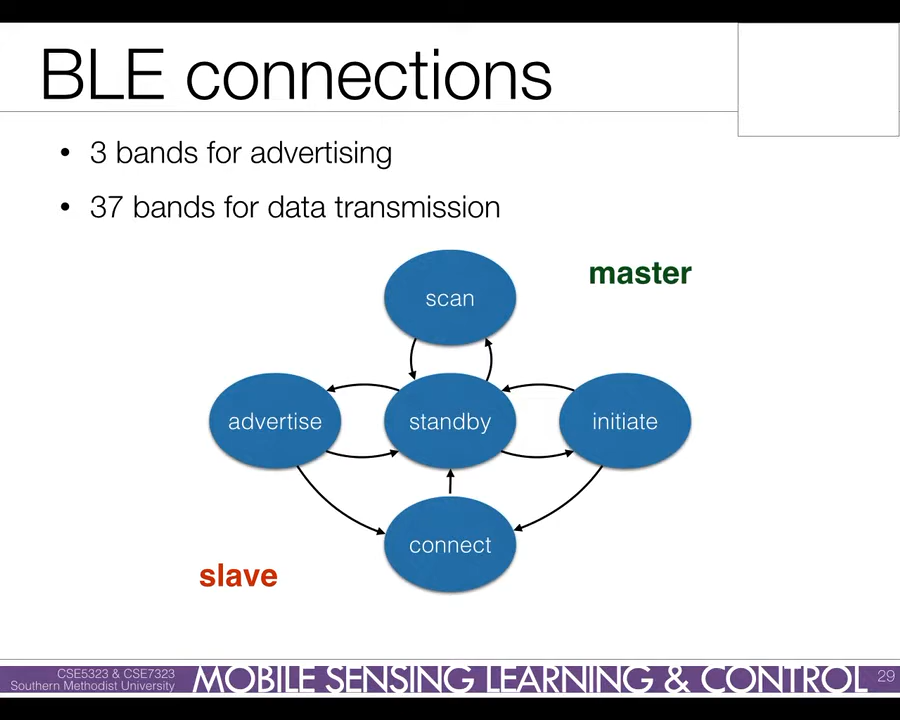 BLE connections
• 3 bands for advertising
• 37 bands for data transmission
master
scan
advertise
standby
initiate
connect
slave
CSE5323 & CSE7323
Southern Methodist University
MOBILE SENSING LEARNING & CONTROL
29